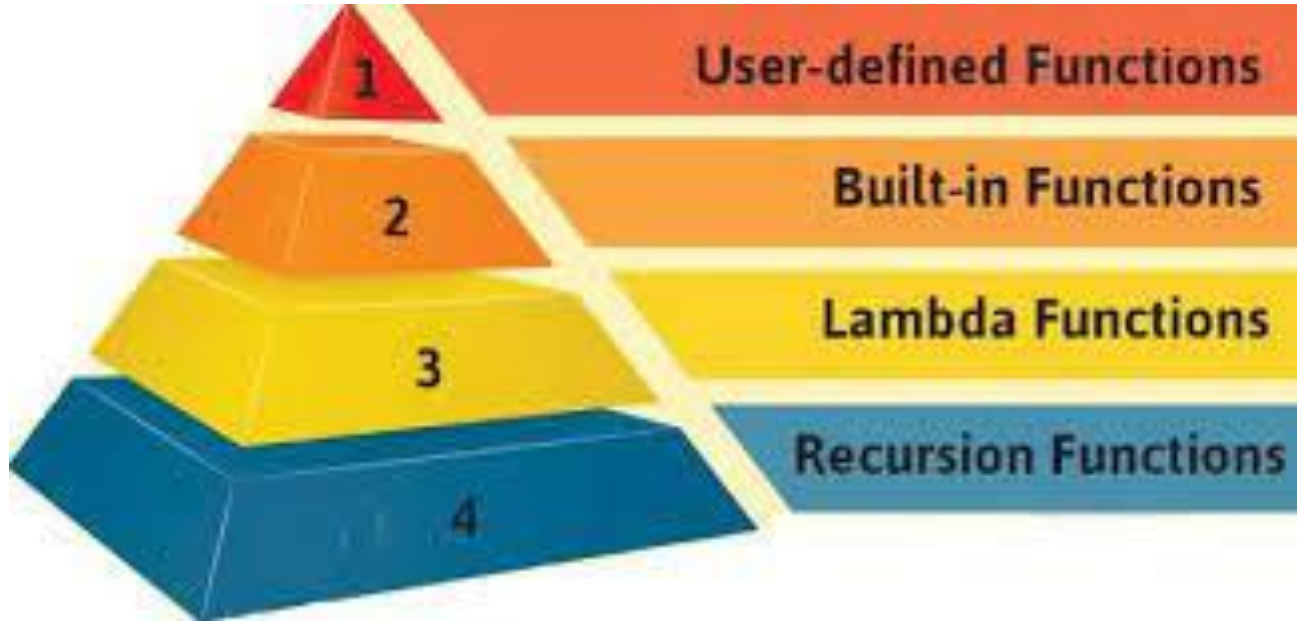 1
User-defined Functions
2
Built-in Functions
3
Lambda Functions
4
Recursion Functions